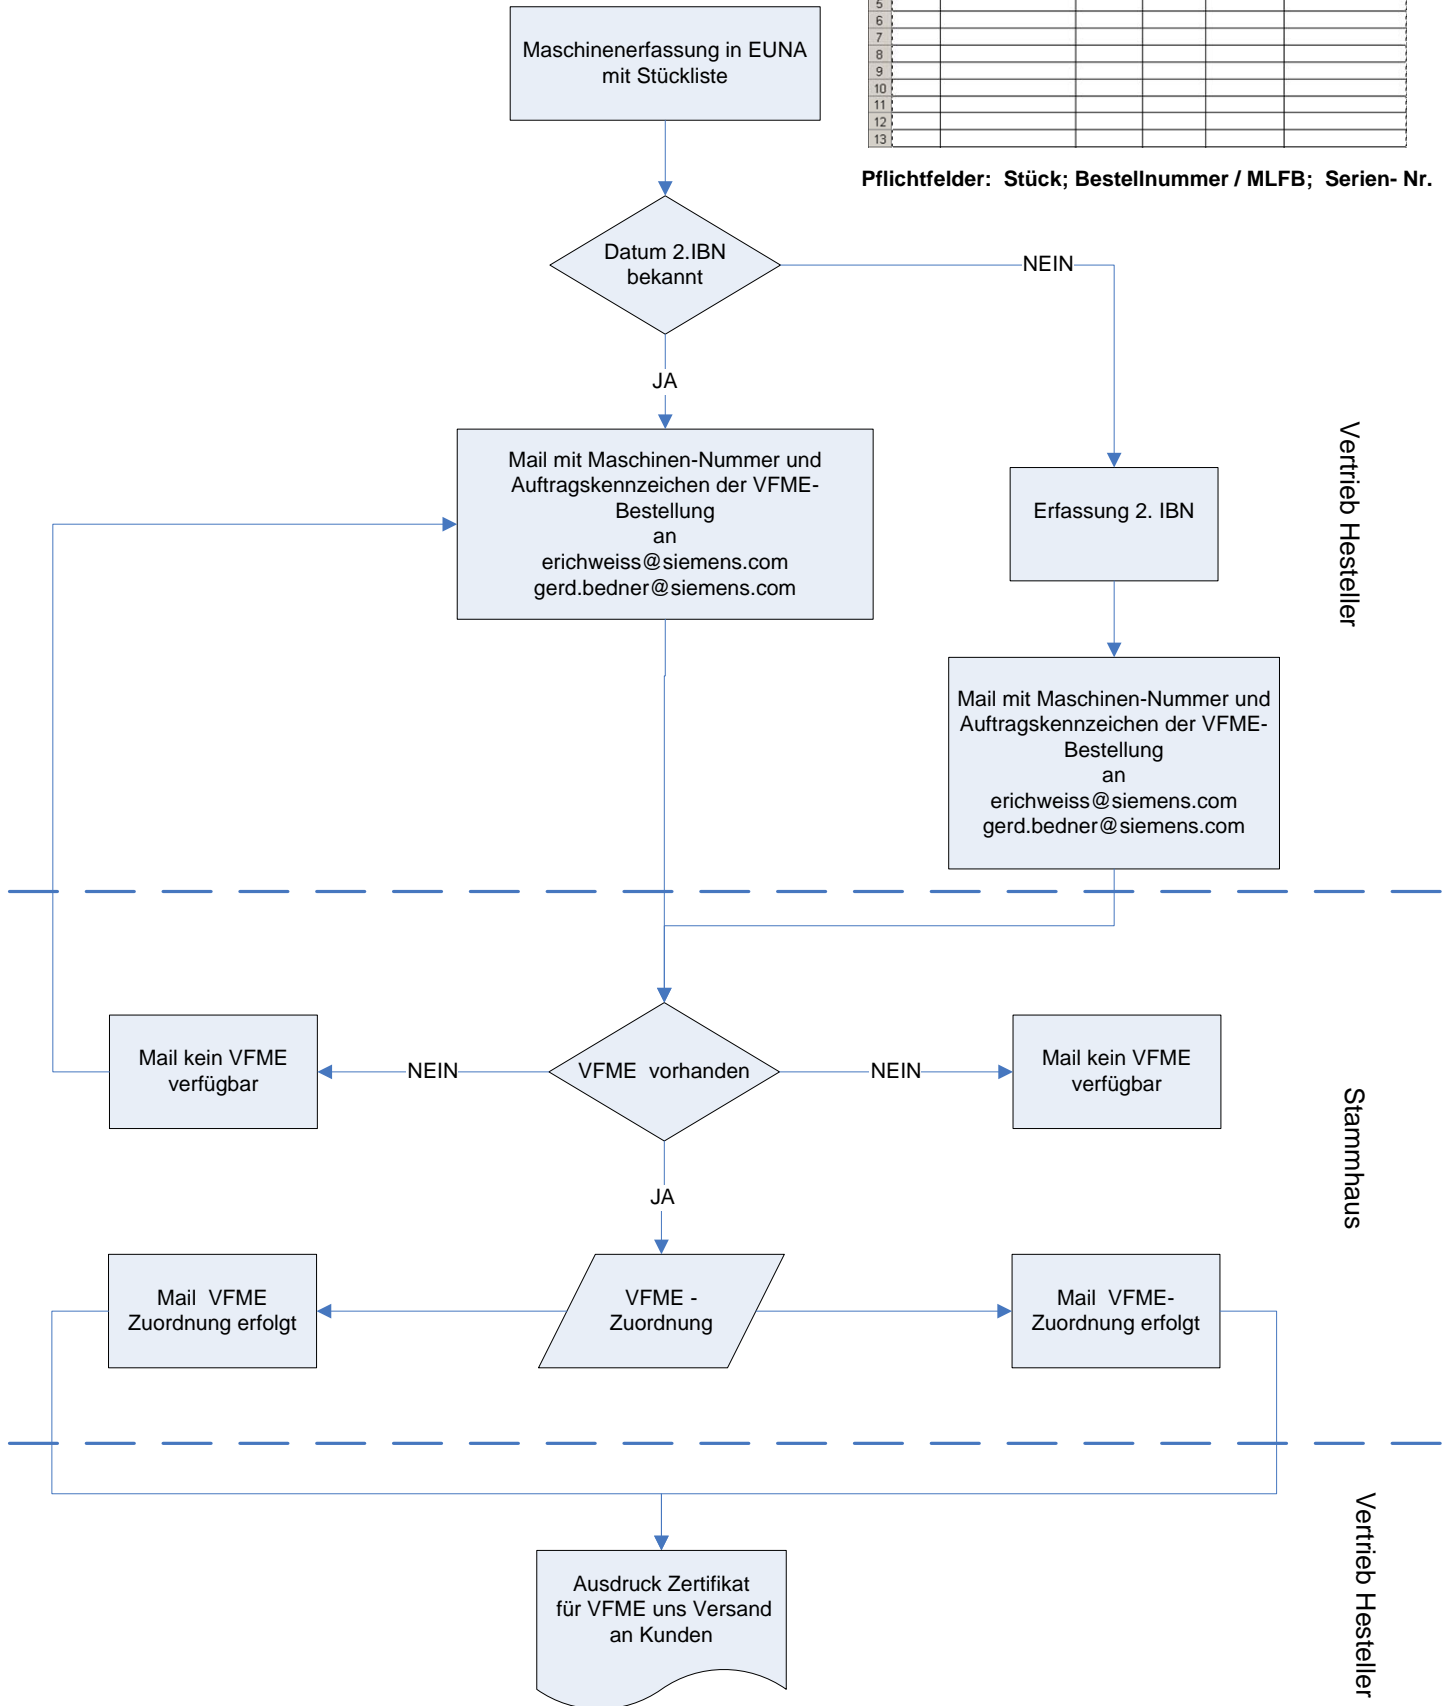 5
6
7
8
9
10
11
12
13
Maschinenerfassung in EUNA
mit Stückliste
Pflichtfelder: Stück; Bestellnummer / MLFB; Serien- Nr.
Datum 2.IBN
bekannt
NEIN
JA
Mail mit Maschinen-Nummer und
Auftragskennzeichen der VFME-
Bestellung
an
erichweiss@siemens.com
gerd.bedner@siemens.com
Erfassung 2. IBN
Vertrieb Hesteller
Mail mit Maschinen-Nummer und
Auftragskennzeichen der VFME-
Bestellung
an
erichweiss@siemens.com
gerd.bedner@siemens.com
Mail kein VFME
verfügbar
NEIN
VFME vorhanden
NEIN
Mail kein VFME
verfügbar
Stammhaus
JA
Mail VFME
Zuordnung erfolgt
VFME -
Zuordnung
Mail VFME-
Zuordnung erfolgt
Ausdruck Zertifikat
für VFME uns Versand
an Kunden
Vertrieb Hesteller